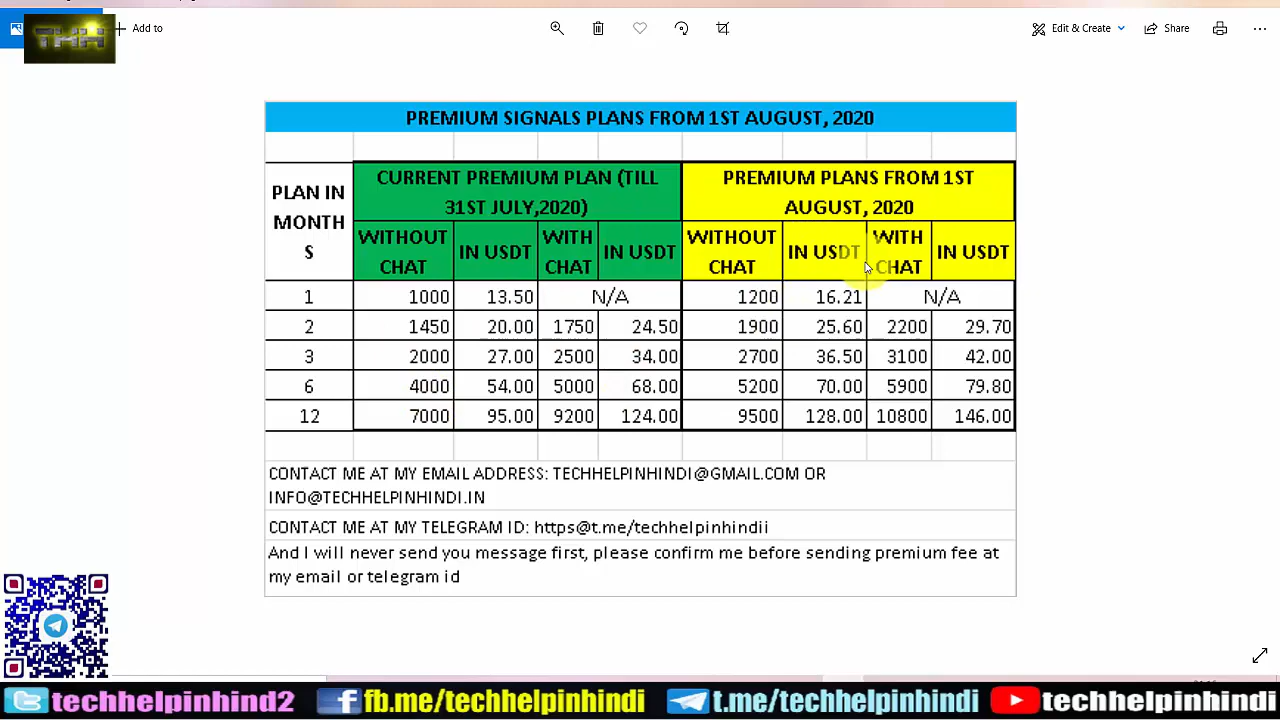 THH
Add to
Edit & Create
Share
PREMIUM SIGNALS PLANS FROM 1ST AUGUST, 2020
PLAN IN MONTH S
CURRENT PREMIUM PLAN (TILL 31ST JULY,2020)
PREMIUM PLANS FROM 1ST AUGUST, 2020
WITHOUT CHAT IN USDT WITH CHAT IN USDT WITHOUT CHAT IN USDT WITH CHAT IN USDT
1 1000 13.50 N/A 1200 16.21 N/A
2 1450 20.00 1750 24.50 1900 25.60 2200 29.70
3 2000 27.00 2500 34.00 2700 36.50 3100 42.00
6 4000 54.00 5000 68.00 5200 70.00 5900 79.80
12 7000 95.00 9200 124.00 9500 128.00 10800 146.00
CONTACT ME AT MY EMAIL ADDRESS: TECHHELPINHINDI@GMAIL.COM OR
INFO@TECHHELPINHINDI.IN
CONTACT ME AT MY TELEGRAM ID: https@t.me/techhelpinhindii
And I will never send you message first, please confirm me before sending premium fee at
my email or telegram id
techhelpinhind2 fb.me/techhelpinhindi t.me/techhelpinhindi techhelpinhindi